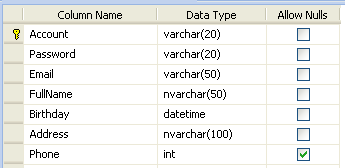 Column Name Data Type Allow Nulls
Account varchar(20)
Password varchar(20)
Email varchar(50)
FullName nvarchar(50)
Birthday datetime
Address nvarchar(100)
Phone int